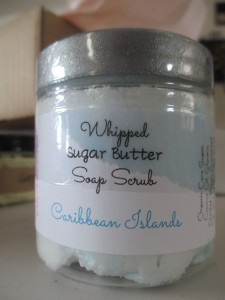 Whipped
Sugar Butter
Soap Scrub
Caribbean Islands